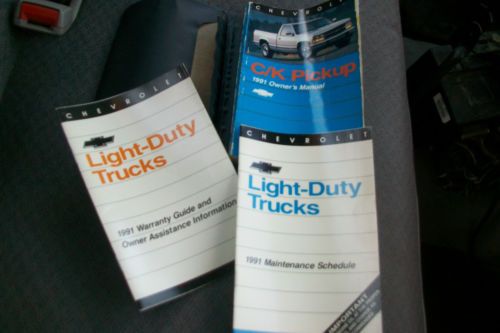 CHEVROLET
C/K Pickup
1991 Owner's Manual
CHEVROLET
Light-Duty
Trucks
1991 Warranty Guide and
Owner Assistance Information
CHEVROLET
Light-Duty
Trucks
1991 Maintenance Schedule
IMPORTANT